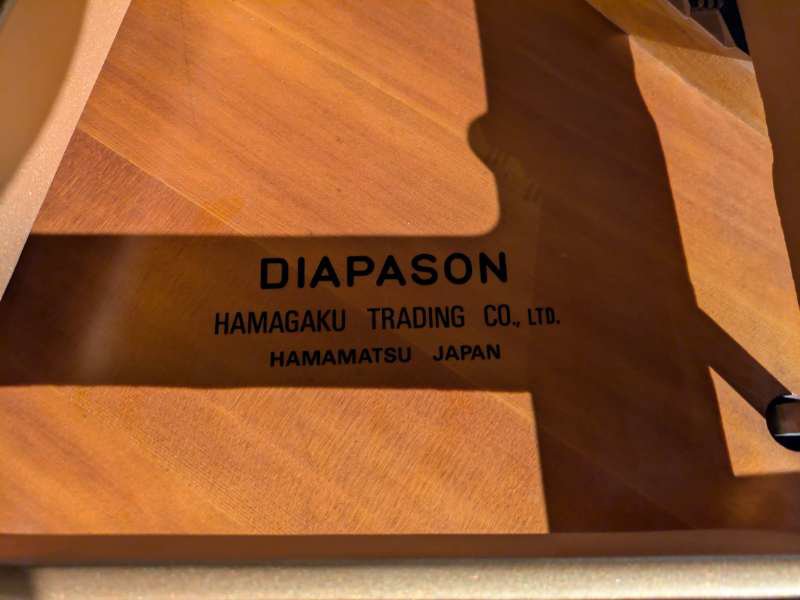 DIAPASON
HAMAGAKU TRADING CO., LTD.
HAMAMATSU JAPAN